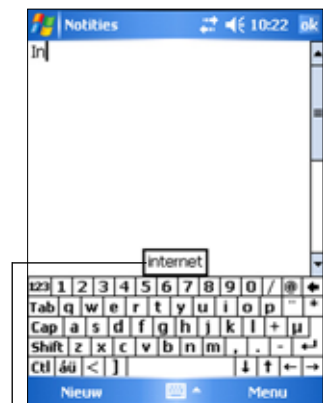 Notities 10:22 ok
In
internet
123 1 2 3 4 5 6 7 8 9 0 / @
Tab q w e r t y u i o p ¨ *
Cap a s d f g h j k l + µ
Shift z x c v b n m , . -
Ctl áü < ]
Nieuw Menu